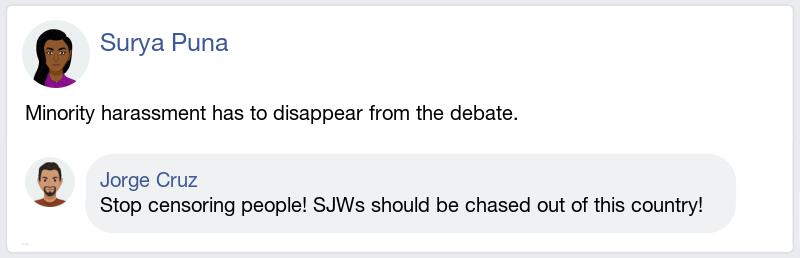 Surya Puna
Minority harassment has to disappear from the debate.
Jorge Cruz
Stop censoring people! SJWs should be chased out of this country!